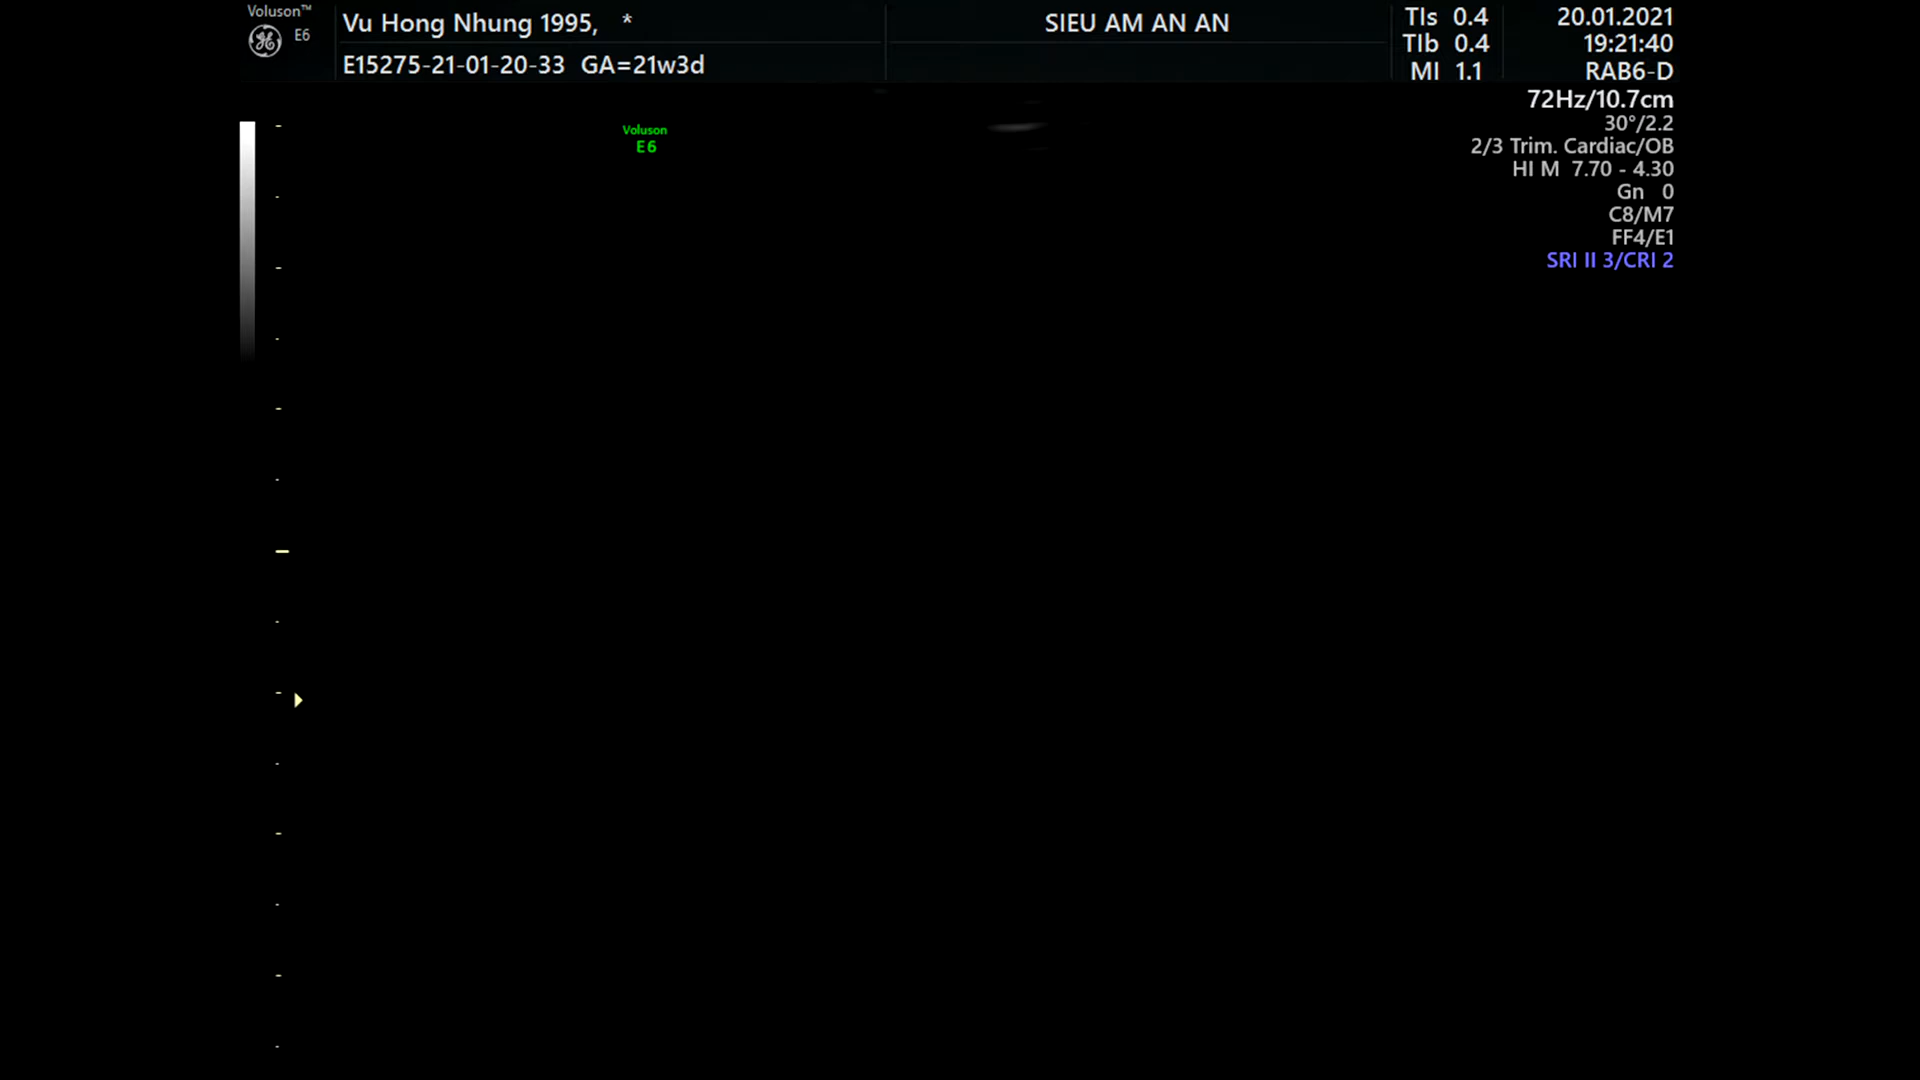 Voluson™
E6
Vu Hong Nhung 1995, *
E15275-21-01-20-33 GA=21w3d
SIEU AM AN AN
TIs 0.4
TIb 0.4
MI 1.1
20.01.2021
19:21:40
RAB6-D
72Hz/10.7cm
30°/2.2
2/3 Trim. Cardiac/OB
HI M 7.70 - 4.30
Gn 0
C8/M7
FF4/E1
SRI II 3/CRI 2
Voluson
E6